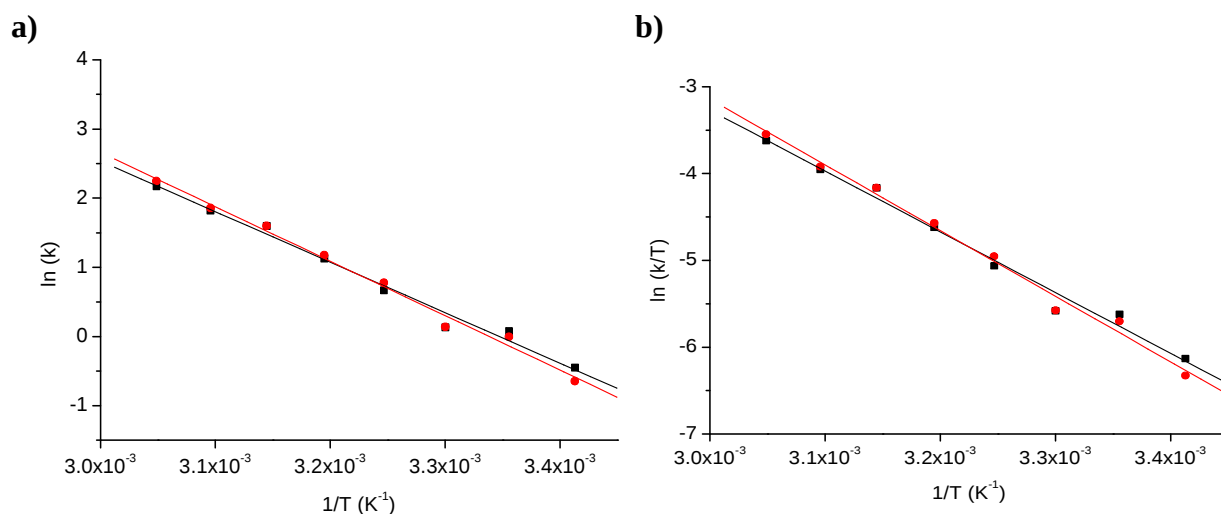 a)
4
3
2
1
0
-1
ln (k)
3.0x10⁻³ 3.1x10⁻³ 3.2x10⁻³ 3.3x10⁻³ 3.4x10⁻³
1/T (K⁻¹)
b)
-3
-4
-5
-6
-7
ln (k/T)
3.0x10⁻³ 3.1x10⁻³ 3.2x10⁻³ 3.3x10⁻³ 3.4x10⁻³
1/T (K⁻¹)